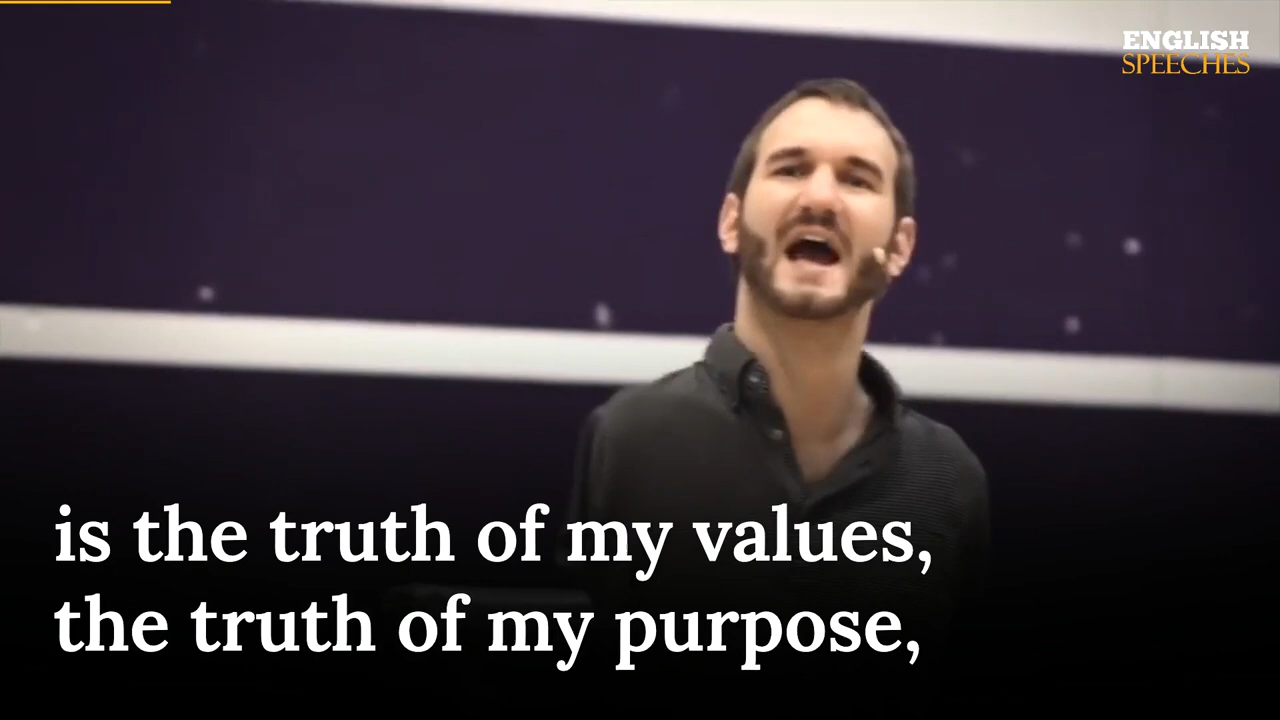 ENGLISH
SPEECHES
is the truth of my values,
the truth of my purpose,